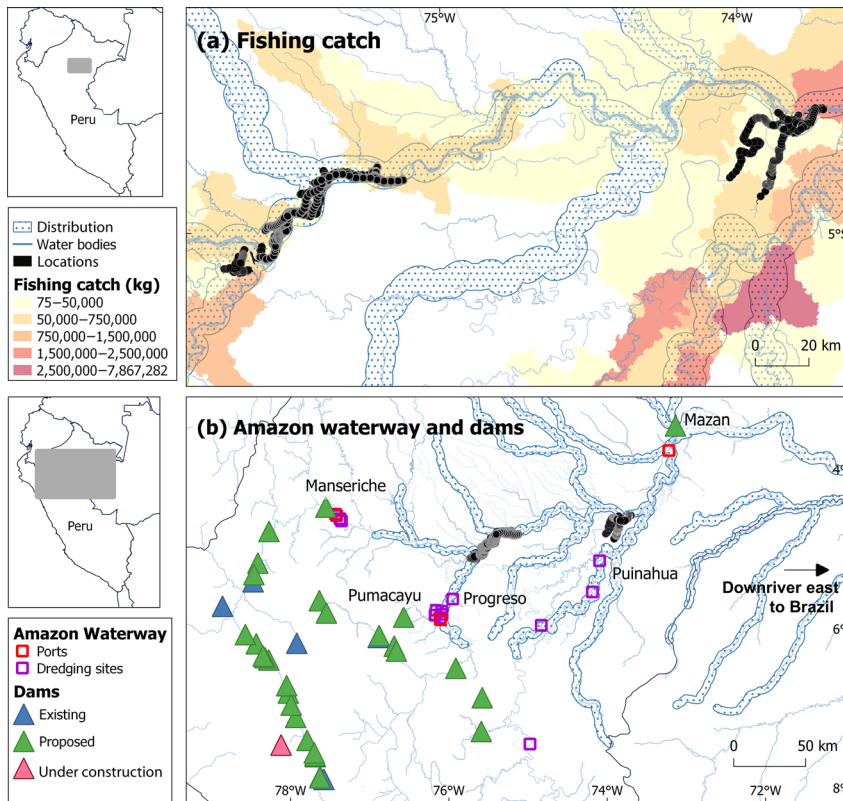 Peru
Distribution
Water bodies
Locations
Fishing catch (kg)
75–50,000
50,000–750,000
750,000–1,500,000
1,500,000–2,500,000
2,500,000–7,867,282
75°W
74°W
(a) Fishing catch
5°S
0 20 km
Peru
Amazon Waterway
Ports
Dredging sites
Dams
Existing
Proposed
Under construction
(b) Amazon waterway and dams
Mazan
4°
Manseriche
Puinahua
Pumacayu
Progreso
Downriver east
to Brazil
6°
0 50 km
78°W
76°W
74°W
72°W
8°